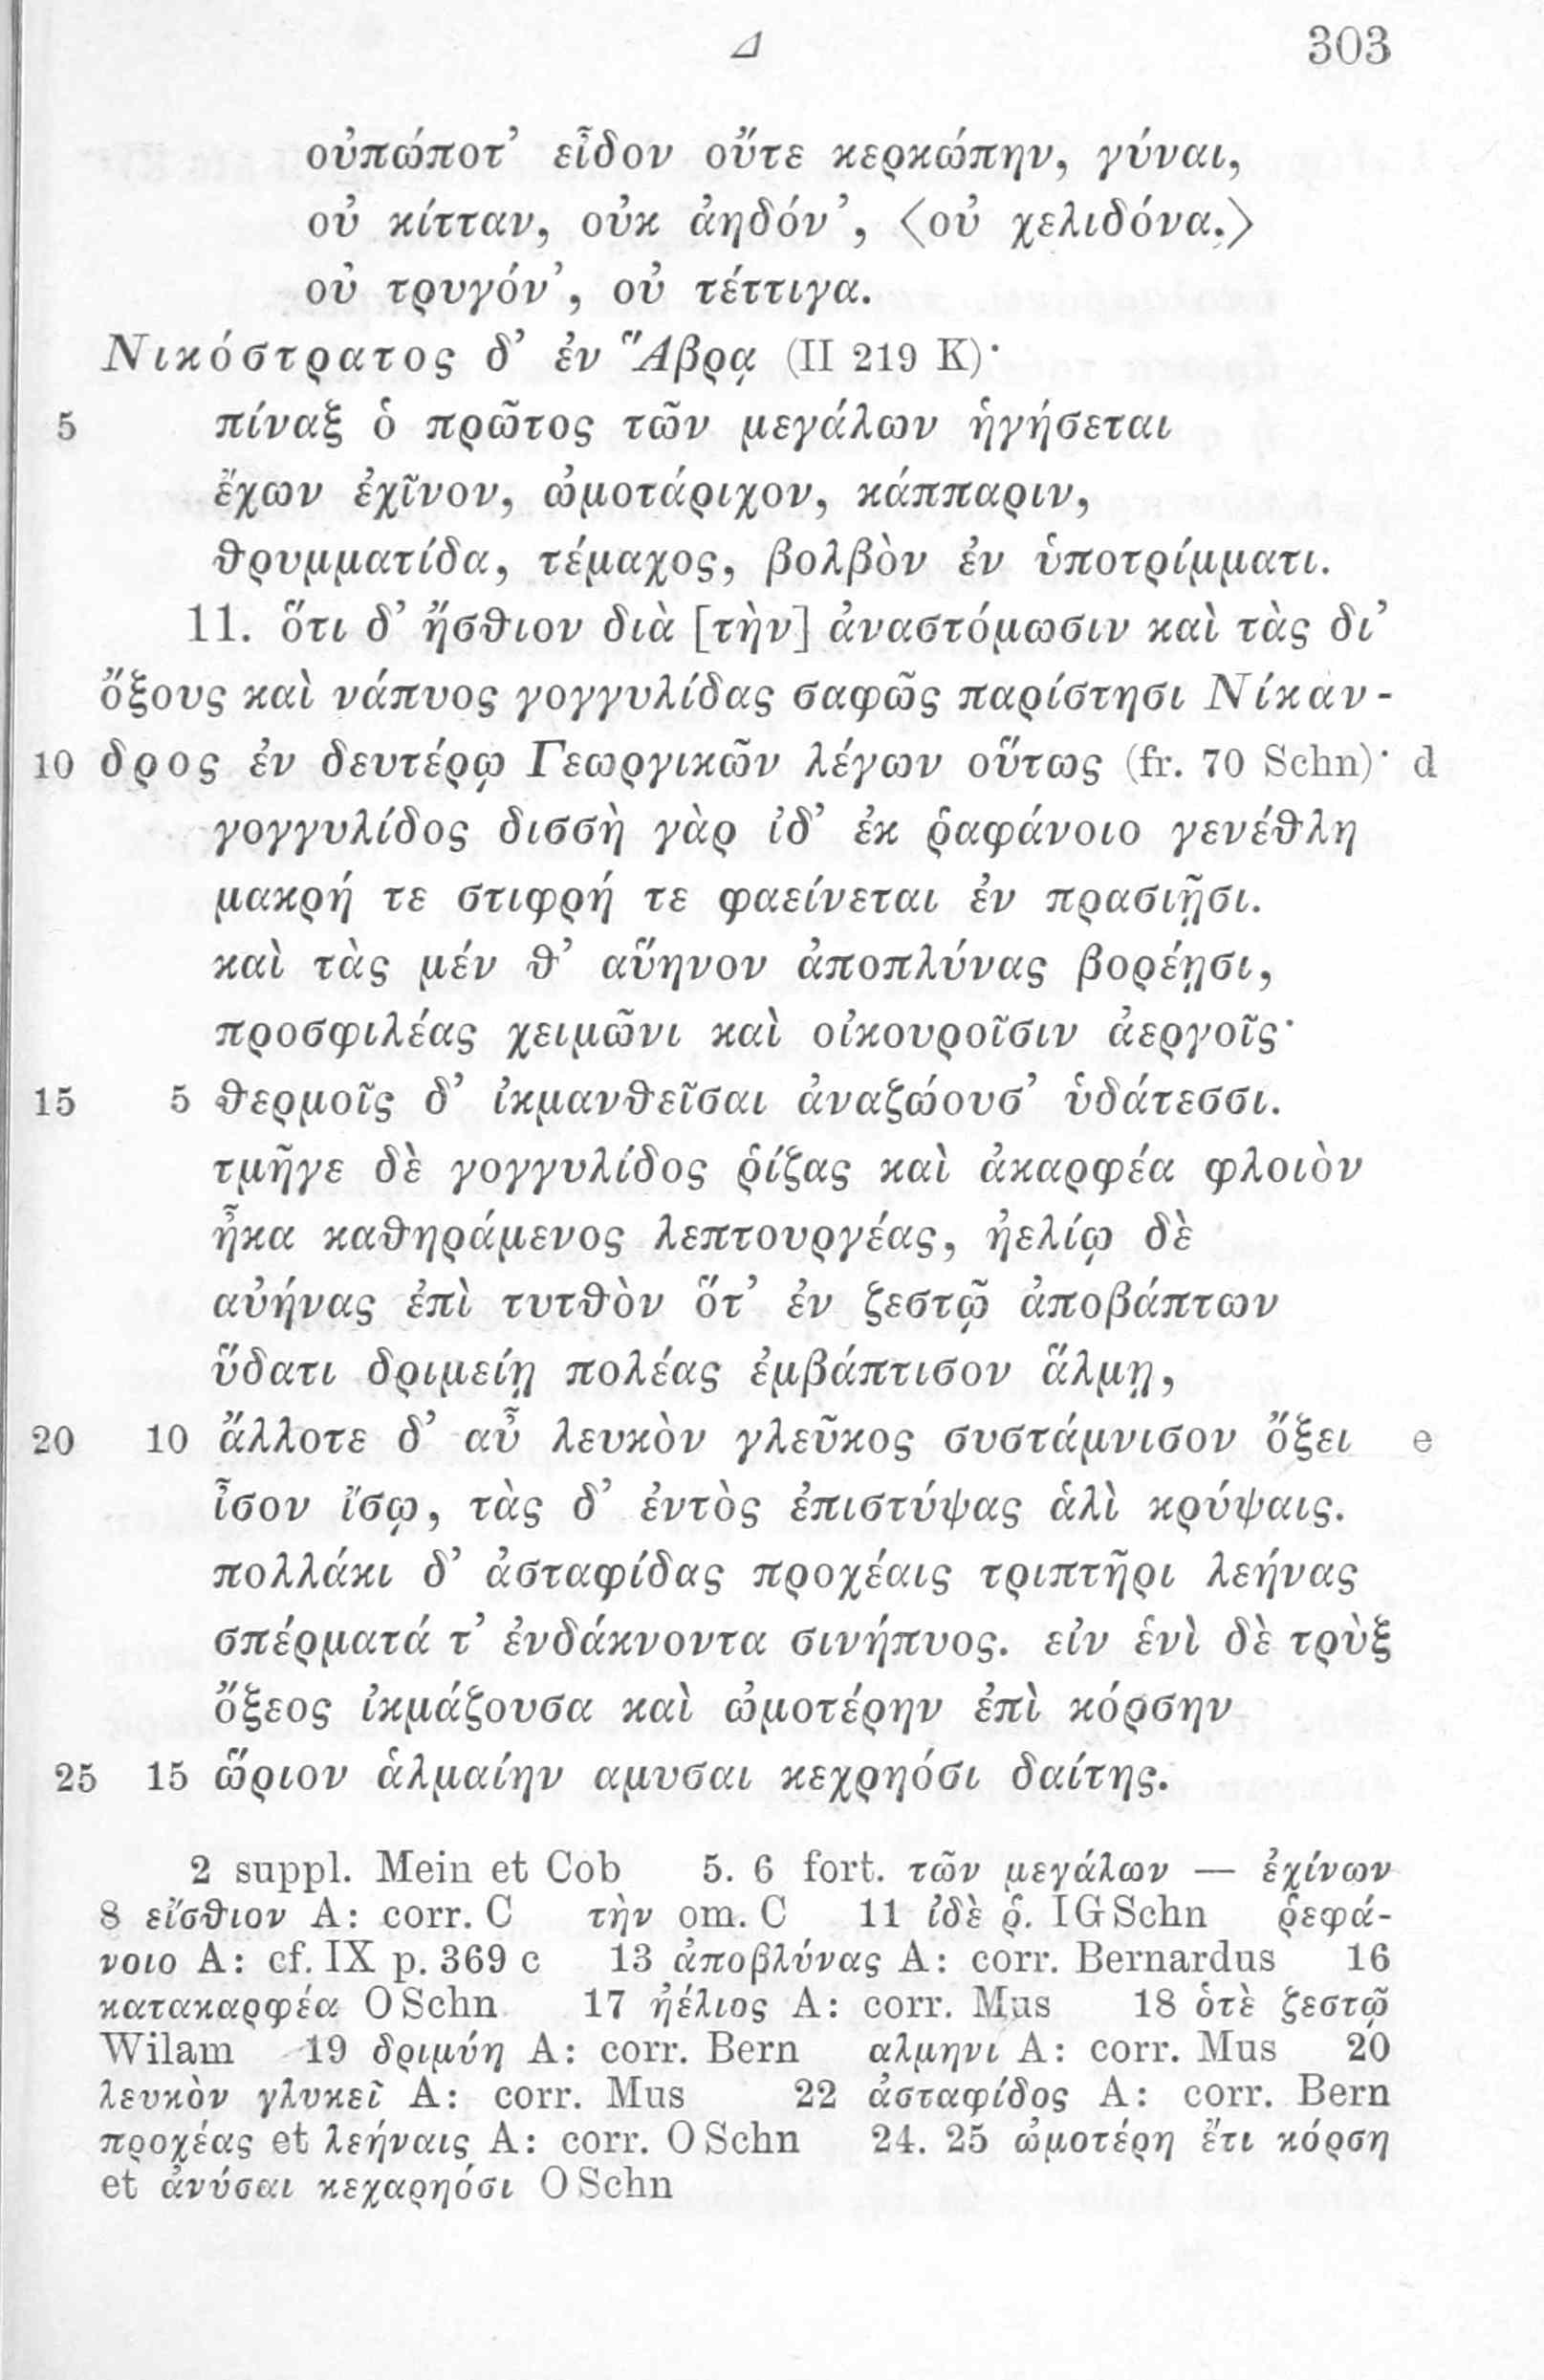 Δ 303
οὐπώποτ’ εἶδον οὔτε κερκώπην, γύναι,
οὐ κίτταν, οὐκ ἀηδόν’, <οὐ χελιδόνα,>
οὐ τρυγόν’, οὐ τέττιγα.
Νικόστρατος δ’ ἐν Ἅβρᾳ (II 219 K)·
5 πίναξ ὁ πρῶτος τῶν μεγάλων ἡγήσεται
ἔχων ἐχῖνον, ὠμοτάριχον, κάππαριν,
θρυμματίδα, τέμαχος, βολβὸν ἐν ὑποτρίμματι.
11. ὅτι δ’ ἤσθιον διὰ [τὴν] ἀναστόμωσιν καὶ τὰς δι’
ὄξους καὶ νάπυος γογγυλίδας σαφῶς παρίστησι Νίκαν-
10 δρος ἐν δευτέρῳ Γεωργικῶν λέγων οὕτως (fr. 70 Schn)· d
γογγυλίδος δισσὴ γὰρ ἰδ’ ἐκ ῥαφάνοιο γενέθλη
μακρή τε στιφρή τε φαείνεται ἐν πρασιῇσι.
καὶ τὰς μέν θ’ αὕηνον ἀποπλύνας βορέῃσι,
προσφιλέας χειμῶνι καὶ οἰκουροῖσιν ἀεργοῖς·
15 5 θερμοῖς δ’ ἰκμανθεῖσαι ἀναζώουσ’ ὑδάτεσσι.
τμῆγε δὲ γογγυλίδος ῥίζας καὶ ἀκαρφέα φλοιὸν
ἦκα καθηράμενος λεπτουργέας, ἠελίῳ δὲ
αὐήνας ἐπὶ τυτθὸν ὅτ’ ἐν ζεστῷ ἀποβάπτων
ὕδατι δριμείῃ πολέας ἐμβάπτισον ἅλμῃ,
20 10 ἄλλοτε δ’ αὖ λευκὸν γλεῦκος συστάμνισον ὄξει e
ἶσον ἴσῳ, τὰς δ’ ἐντὸς ἐπιστύψας ἁλὶ κρύψαις.
πολλάκι δ’ ἀσταφίδας προχέαις τριπτῆρι λεήνας
σπέρματά τ’ ἐνδάκνοντα σινήπυος. εἰν ἑνὶ δὲ τρὺξ
ὄξεος ἰκμάζουσα καὶ ὠμοτέρην ἐπὶ κόρσην
25 15 ὥριον ἁλμαίην αμυσαι κεχρηόσι δαίτης.
2 suppl. Mein et Cob 5. 6 fort. τῶν μεγάλων — ἐχίνων
8 εἴσθιον A: corr. C τὴν om. C 11 ἰδὲ ῥ. IGSchn ῥεφά-
νοιο A: cf. IX p. 369 c 13 ἀποβλύνας A: corr. Bernardus 16
κατακαρφέα OSchn 17 ἠέλιος A: corr. Mus 18 ὁτὲ ζεστῷ
Wilam 19 δριμύη A: corr. Bern αλμηνι A: corr. Mus 20
λευκὸν γλυκεῖ A: corr. Mus 22 ἀσταφίδος A: corr. Bern
προχέας et λεήναις A: corr. OSchn 24. 25 ὠμοτέρη ἔτι κόρση
et ἀνύσαι κεχαρηόσι OSchn